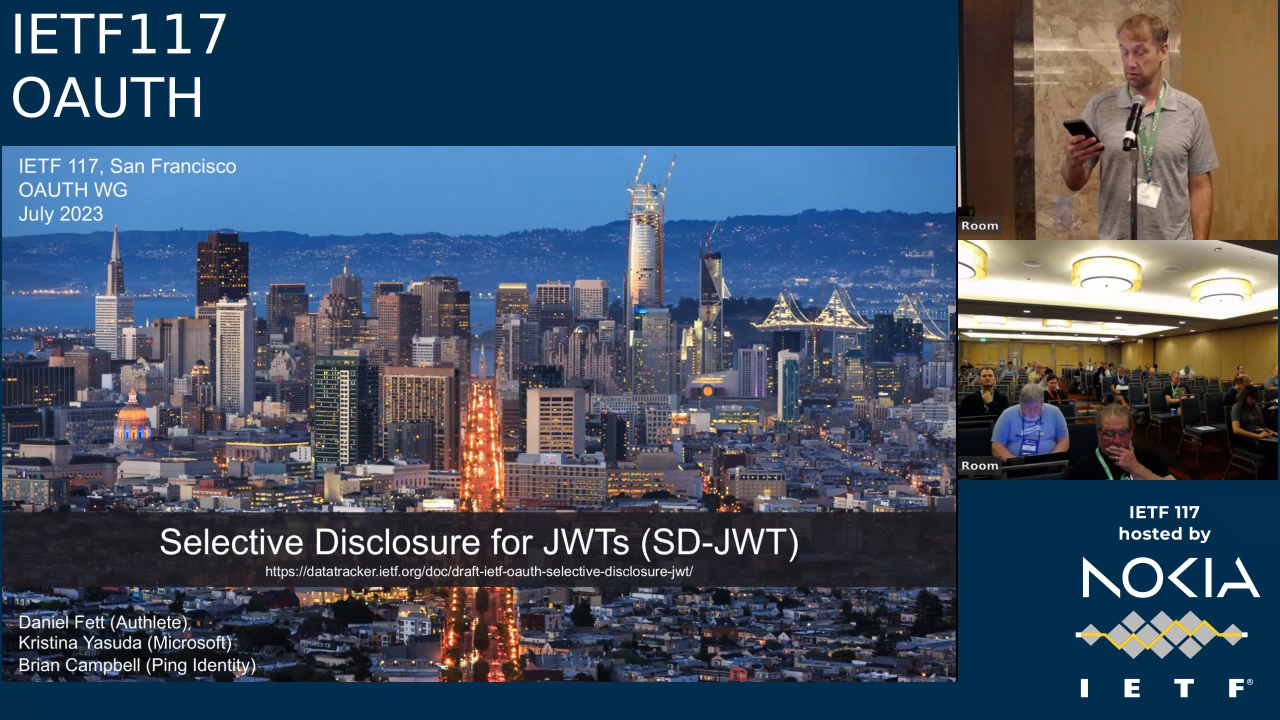 IETF117
OAUTH
IETF 117, San Francisco
OAUTH WG
July 2023
Selective Disclosure for JWTs (SD-JWT)
https://datatracker.ietf.org/doc/draft-ietf-oauth-selective-disclosure-jwt/
Daniel Fett (Authlete)
Kristina Yasuda (Microsoft)
Brian Campbell (Ping Identity)
Room
Room
IETF 117
hosted by
NOKIA
I E T F®